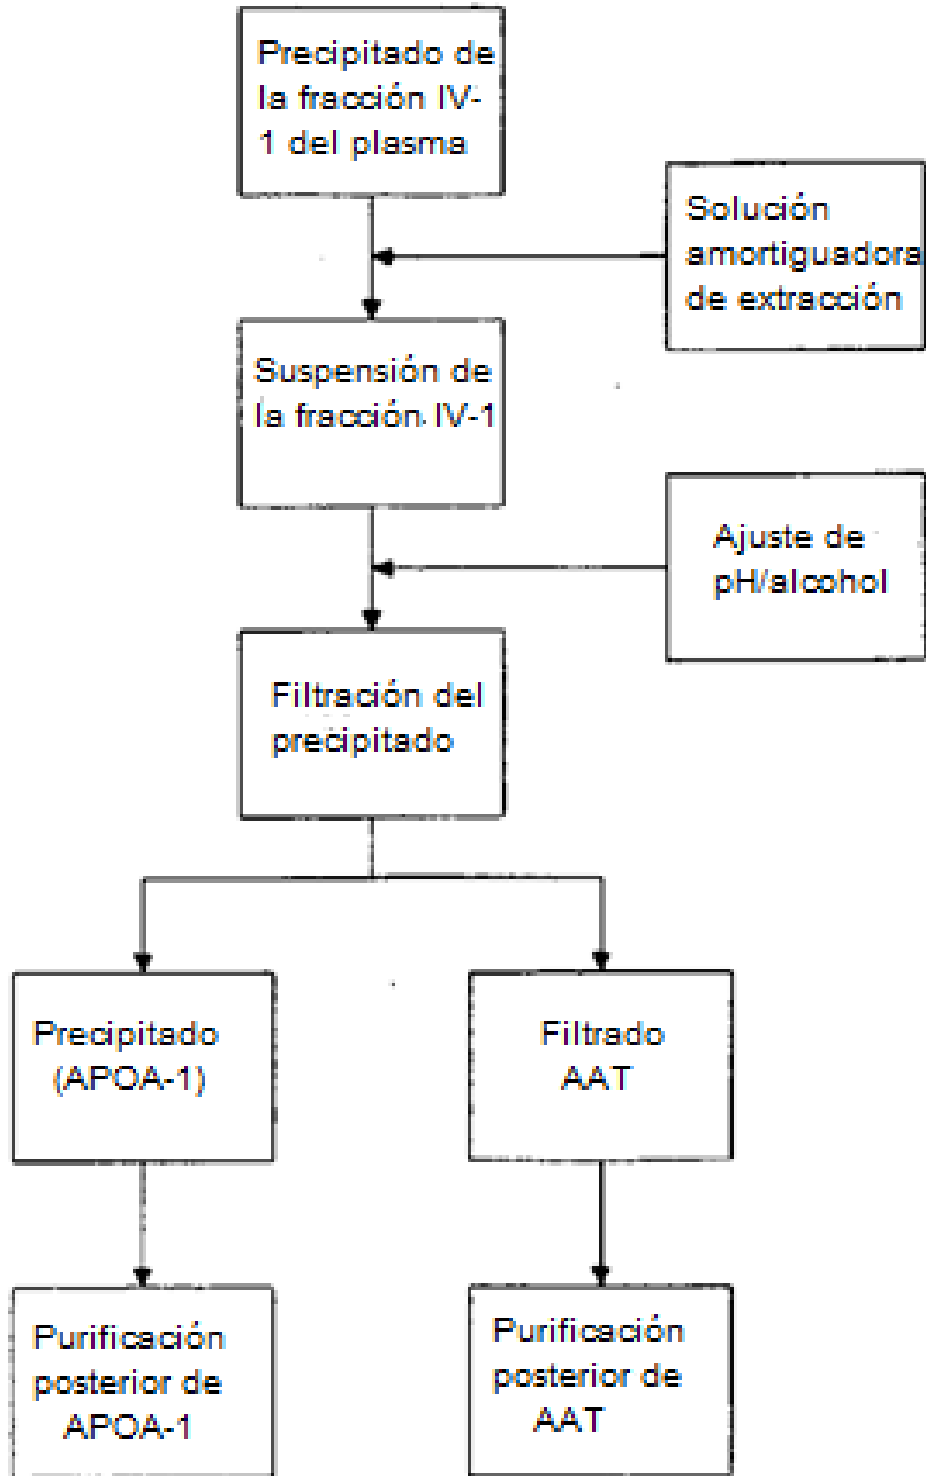 Precipitado de
la fracción IV-
1 del plasma
Solución
amortiguadora
de extracción
Suspensión de
la fracción IV-1
Ajuste de
pH/alcohol
Filtración del
precipitado
Precipitado
(APOA-1)
Filtrado
AAT
Purificación
posterior de
APOA-1
Purificación
posterior de
AAT